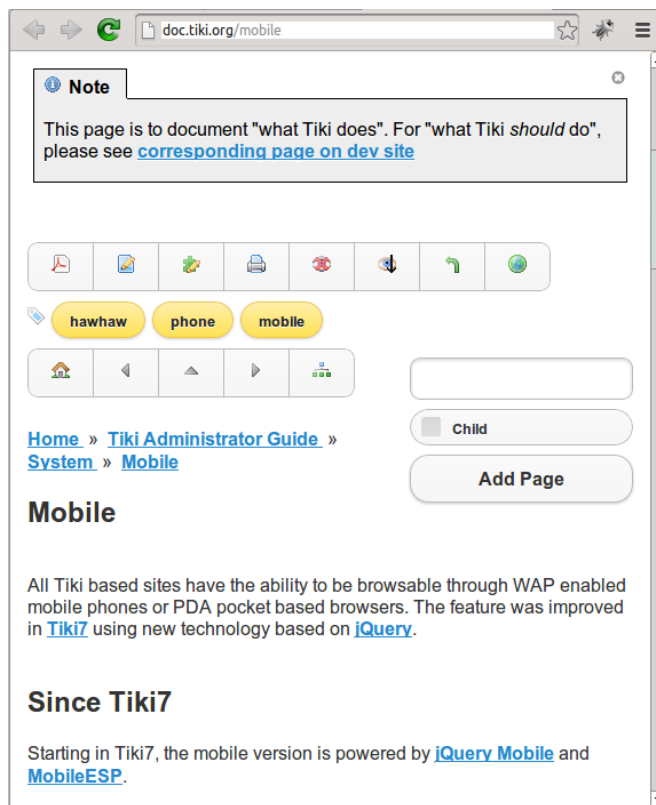 doc.tiki.org/mobile
Note
This page is to document "what Tiki does". For "what Tiki should do",
please see corresponding page on dev site
hawhaw phone mobile
Child
Add Page
Home » Tiki Administrator Guide »
System » Mobile
Mobile
All Tiki based sites have the ability to be browsable through WAP enabled
mobile phones or PDA pocket based browsers. The feature was improved
in Tiki7 using new technology based on jQuery.
Since Tiki7
Starting in Tiki7, the mobile version is powered by jQuery Mobile and
MobileESP.